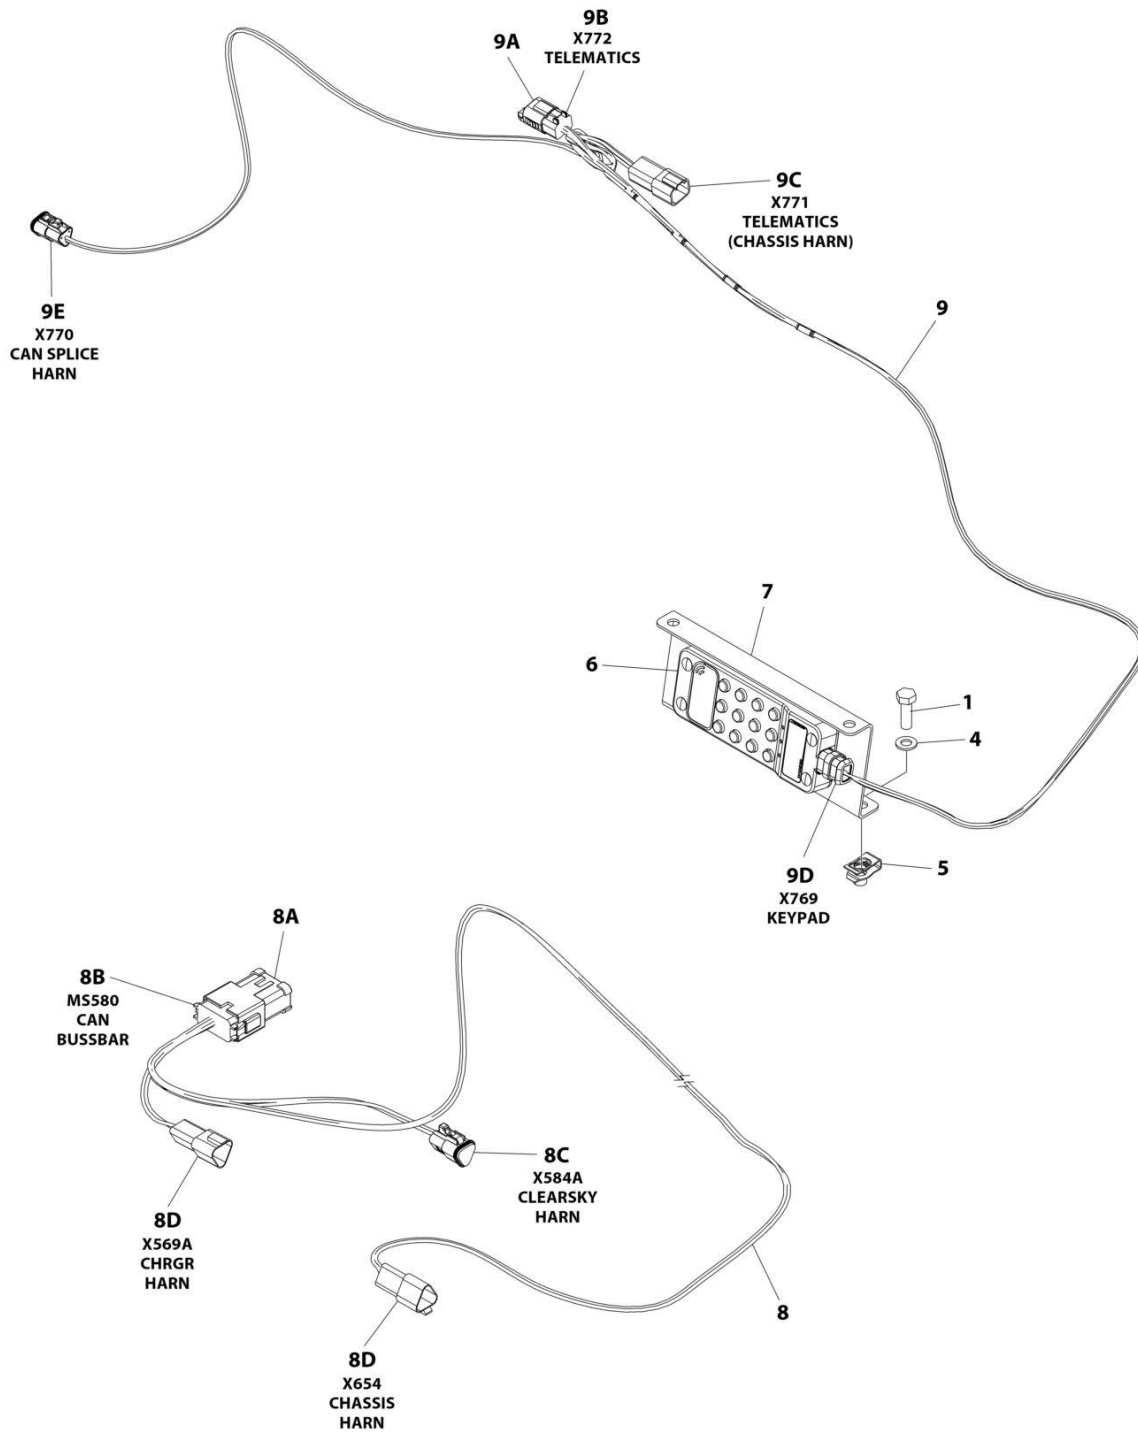 9B
X772
TELEMATICS
9A
9C
X771
TELEMATICS
(CHASSIS HARN)
9E
X770
CAN SPLICE
HARN
9
7
6
1
4
5
9D
X769
KEYPAD
8A
8B
MS580
CAN
BUSSBAR
8C
X584A
CLEARSKY
HARN
8D
X569A
CHRGR
HARN
8
8D
X654
CHASSIS
HARN